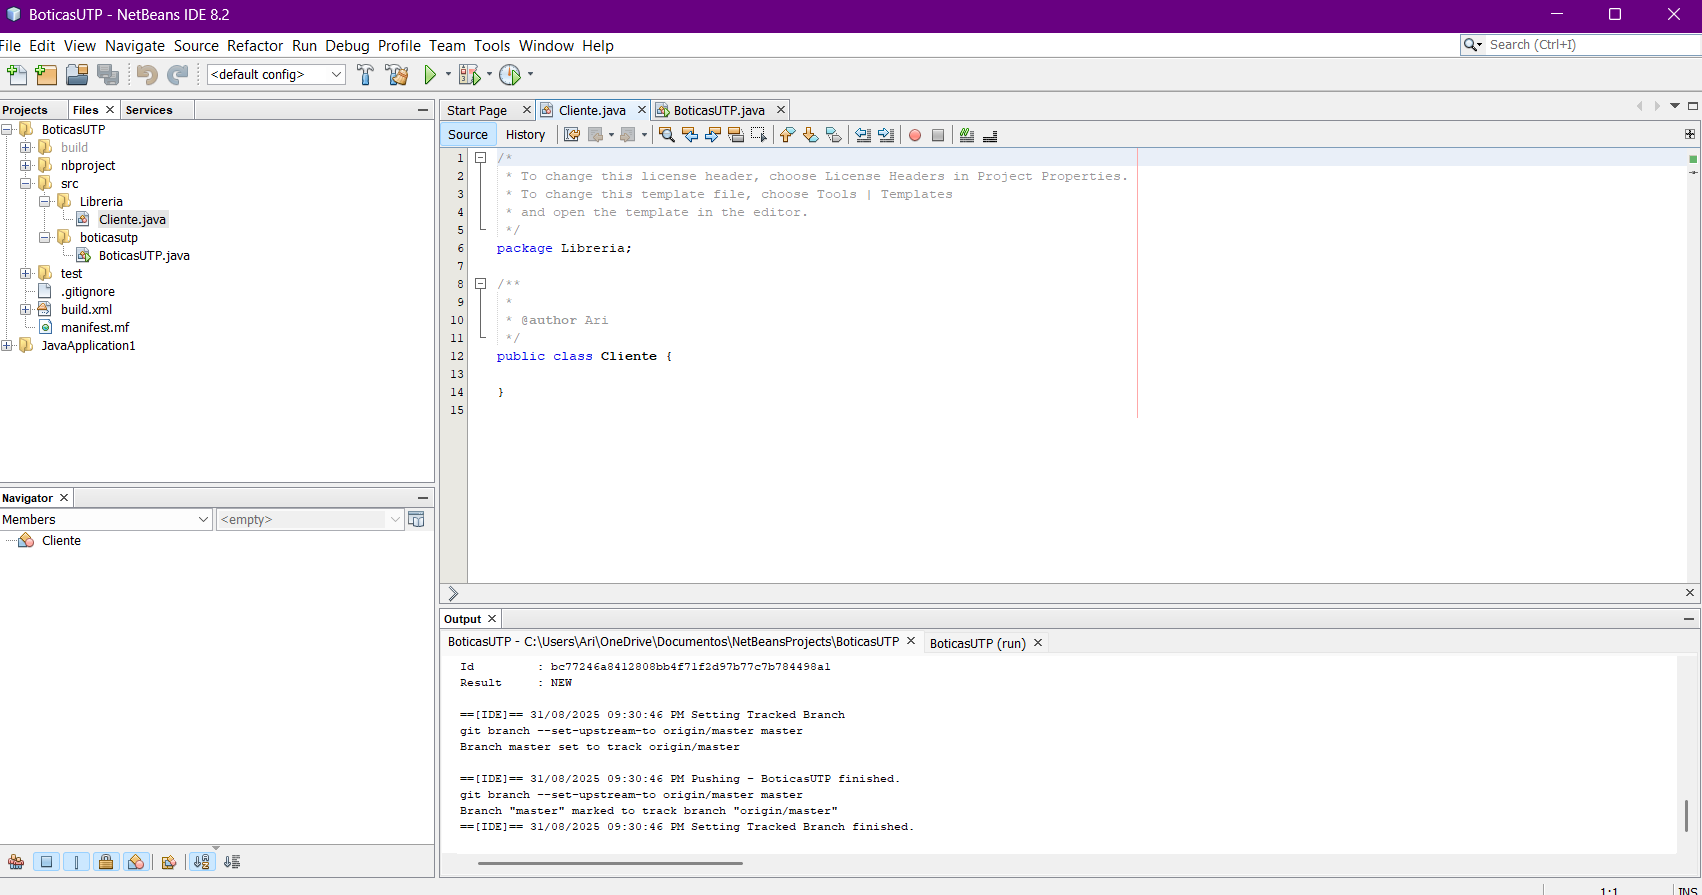 BoticasUTP - NetBeans IDE 8.2
File Edit View Navigate Source Refactor Run Debug Profile Team Tools Window Help
Search (Ctrl+I)
<default config>
Projects Files Services
BoticasUTP
build
nbproject
src
Libreria
Cliente.java
boticasutp
BoticasUTP.java
test
.gitignore
build.xml
manifest.mf
JavaApplication1
Navigator
Members
<empty>
Cliente
Start Page Cliente.java BoticasUTP.java
Source History
1 /*
2 * To change this license header, choose License Headers in Project Properties.
3 * To change this template file, choose Tools | Templates
4 * and open the template in the editor.
5 */
6 package Libreria;
7
8 /**
9 *
10 * @author Ari
11 */
12 public class Cliente {
13
14 }
15
Output
BoticasUTP - C:\Users\Ari\OneDrive\Documentos\NetBeansProjects\BoticasUTP BoticasUTP (run)
Id : bc77246a8412808bb4f71f2d97b77c7b784498a1
Result : NEW
==[IDE]== 31/08/2025 09:30:46 PM Setting Tracked Branch
git branch --set-upstream-to origin/master master
Branch master set to track origin/master
==[IDE]== 31/08/2025 09:30:46 PM Pushing - BoticasUTP finished.
git branch --set-upstream-to origin/master master
Branch "master" marked to track branch "origin/master"
==[IDE]== 31/08/2025 09:30:46 PM Setting Tracked Branch finished.
1:1 INS